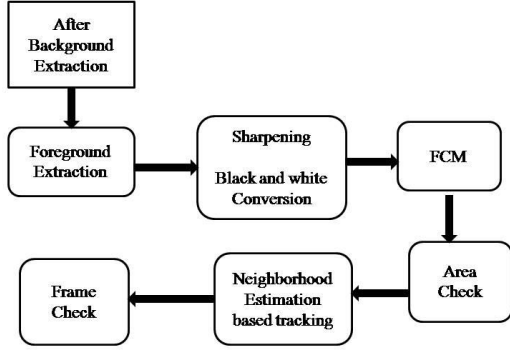 After
Background
Extraction
Foreground
Extraction
Sharpening
Black and white
Conversion
FCM
Area
Check
Neighborhood
Estimation
based tracking
Frame
Check